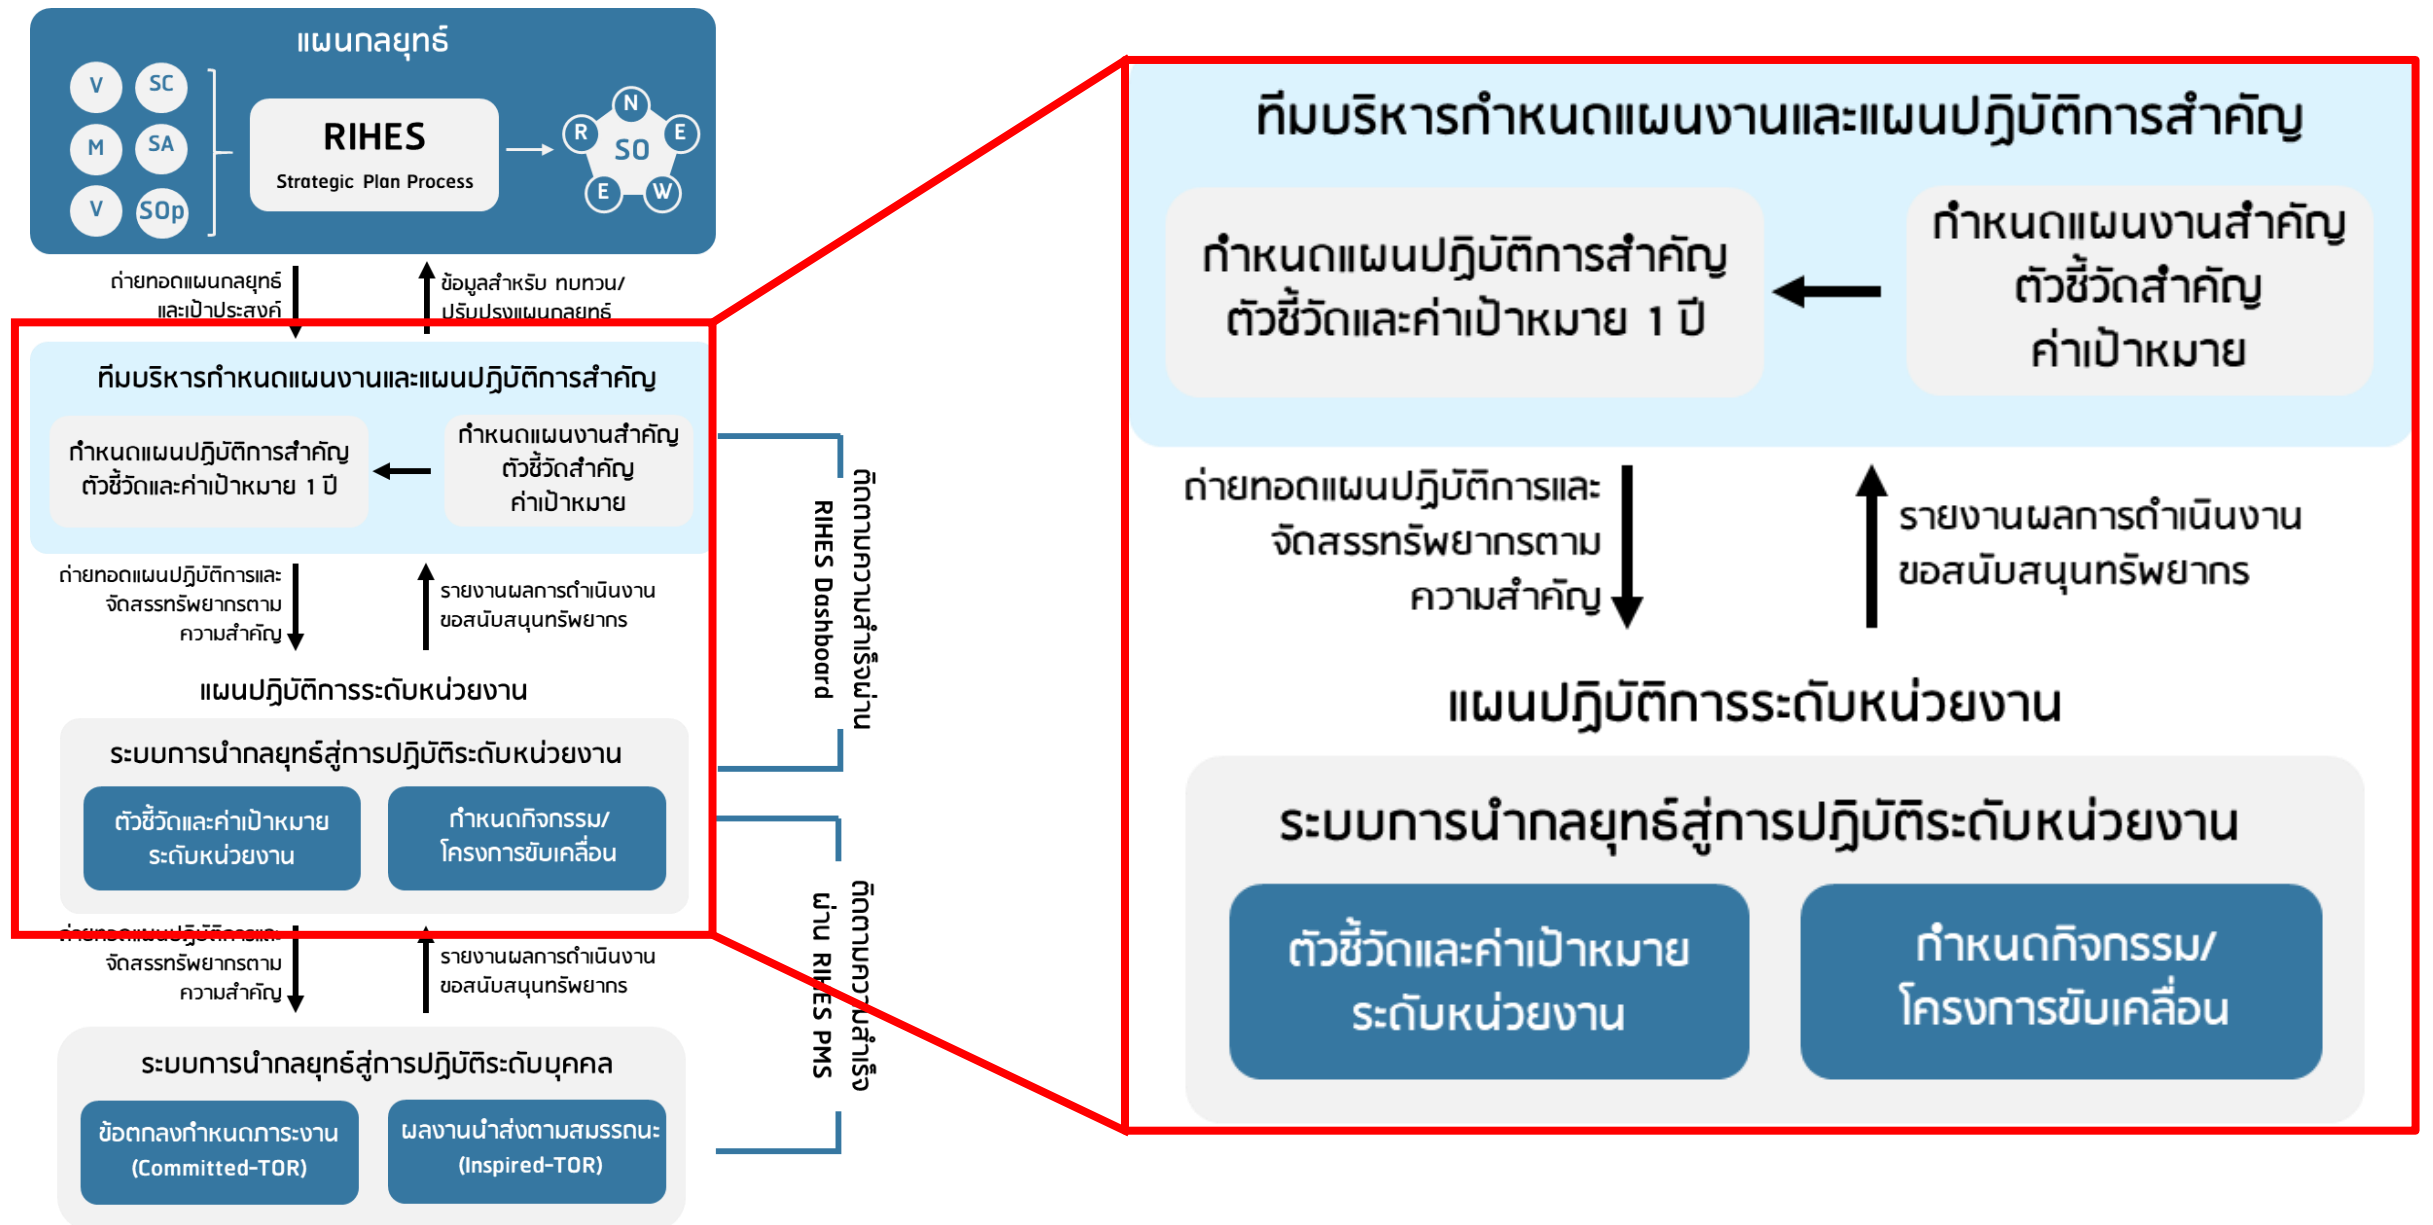 แผนกลยุทธ์
V
SC
M
SA
V
SOp
RIHES
Strategic Plan Process
R
N
E
W
E
SO
ถ่ายทอดแผนกลยุทธ์
และเป้าประสงค์
ข้อมูลสำหรับ ทบทวน/
ปรับปรุงแผนกลยุทธ์
ทีมบริหารกำหนดแผนงานและแผนปฏิบัติการสำคัญ
กำหนดแผนปฏิบัติการสำคัญ
ตัวชี้วัดและค่าเป้าหมาย 1 ปี
กำหนดแผนงานสำคัญ
ตัวชี้วัดสำคัญ
ค่าเป้าหมาย
ถ่ายทอดแผนปฏิบัติการและ
จัดสรรทรัพยากรตาม
ความสำคัญ
รายงานผลการดำเนินงาน
ขอสนับสนุนทรัพยากร
แผนปฏิบัติการระดับหน่วยงาน
ระบบการนำกลยุทธ์สู่การปฏิบัติระดับหน่วยงาน
ตัวชี้วัดและค่าเป้าหมาย
ระดับหน่วยงาน
กำหนดกิจกรรม/
โครงการขับเคลื่อน
ถ่ายทอดแผนปฏิบัติการและ
จัดสรรทรัพยากรตาม
ความสำคัญ
รายงานผลการดำเนินงาน
ขอสนับสนุนทรัพยากร
ระบบการนำกลยุทธ์สู่การปฏิบัติระดับบุคคล
ข้อตกลงกำหนดภาระงาน
(Committed-TOR)
ผลงานนำส่งตามสมรรถนะ
(Inspired-TOR)
ติดตามความสำเร็จผ่าน
RIHES Dashboard
ติดตามความสำเร็จ
ผ่าน RIHES PMS
ทีมบริหารกำหนดแผนงานและแผนปฏิบัติการสำคัญ
กำหนดแผนปฏิบัติการสำคัญ
ตัวชี้วัดและค่าเป้าหมาย 1 ปี
กำหนดแผนงานสำคัญ
ตัวชี้วัดสำคัญ
ค่าเป้าหมาย
ถ่ายทอดแผนปฏิบัติการและ
จัดสรรทรัพยากรตาม
ความสำคัญ
รายงานผลการดำเนินงาน
ขอสนับสนุนทรัพยากร
แผนปฏิบัติการระดับหน่วยงาน
ระบบการนำกลยุทธ์สู่การปฏิบัติระดับหน่วยงาน
ตัวชี้วัดและค่าเป้าหมาย
ระดับหน่วยงาน
กำหนดกิจกรรม/
โครงการขับเคลื่อน